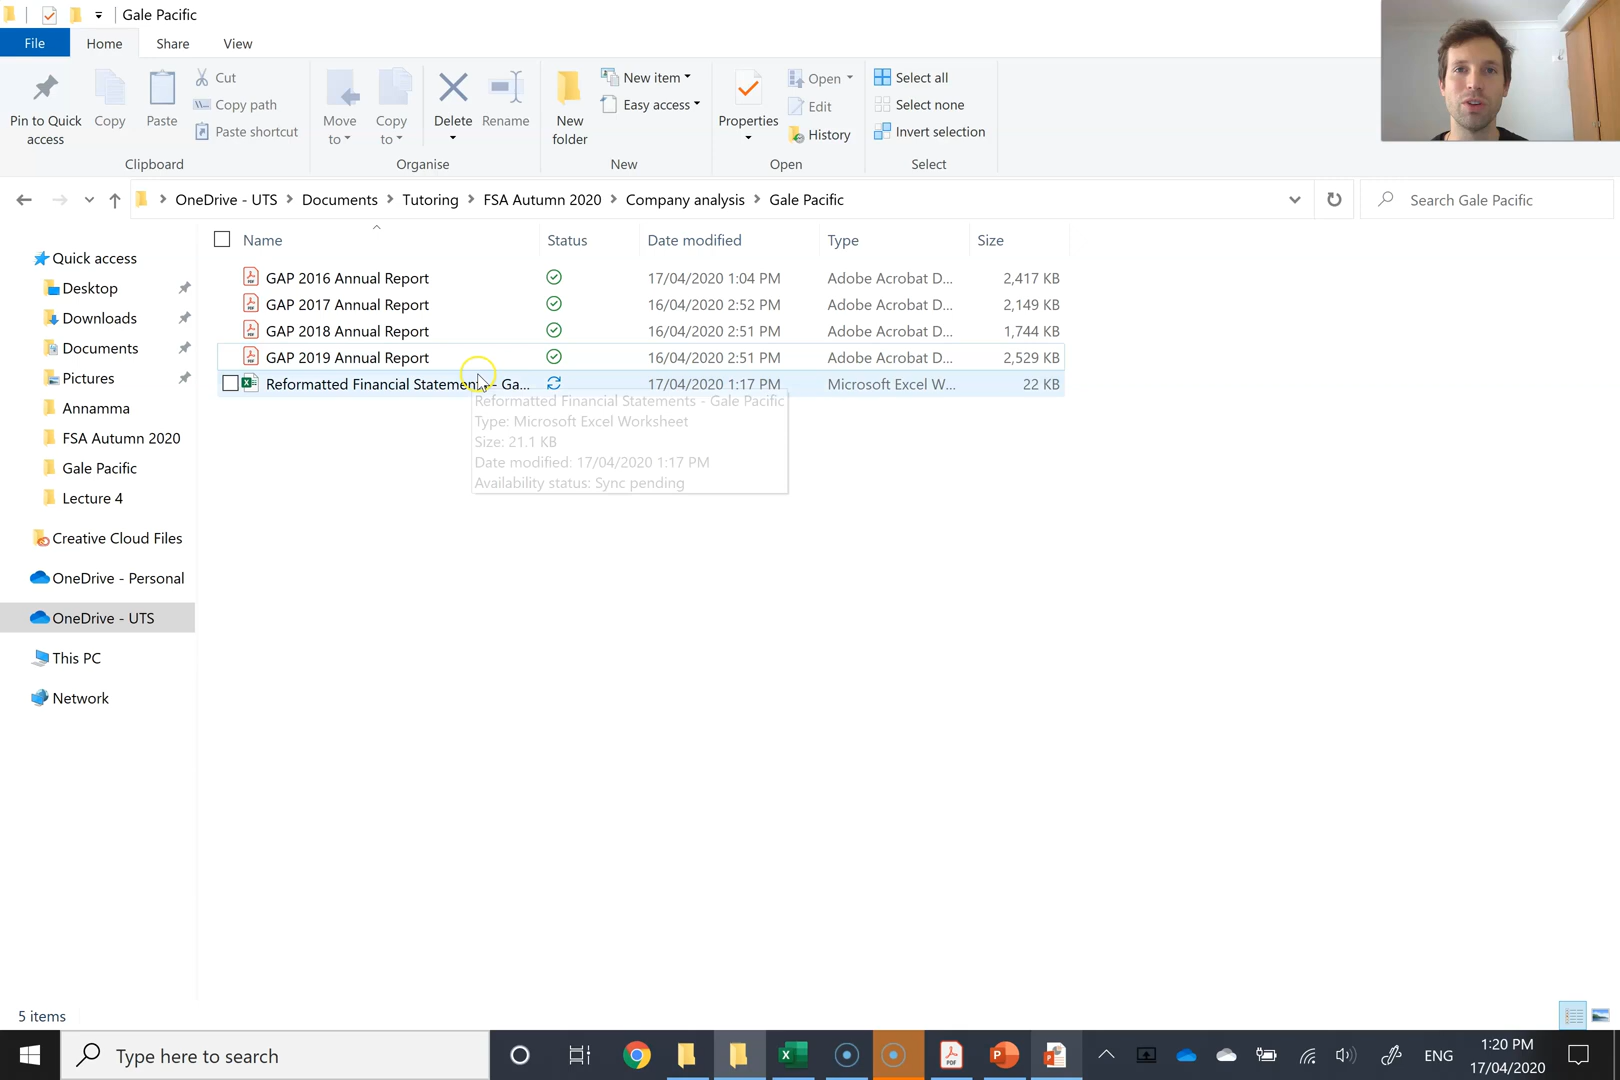 Gale Pacific
File Home Share View
Pin to Quick access
Copy
Paste
Cut
Copy path
Paste shortcut
Clipboard
Move to
Copy to
Delete
Rename
Organise
New folder
New item
Easy access
New
Properties
Open
Edit
History
Open
Select all
Select none
Invert selection
Select
OneDrive - UTS Documents Tutoring FSA Autumn 2020 Company analysis Gale Pacific
Search Gale Pacific
Name Status Date modified Type Size
GAP 2016 Annual Report 17/04/2020 1:04 PM Adobe Acrobat D... 2,417 KB
GAP 2017 Annual Report 16/04/2020 2:52 PM Adobe Acrobat D... 2,149 KB
GAP 2018 Annual Report 16/04/2020 2:51 PM Adobe Acrobat D... 1,744 KB
GAP 2019 Annual Report 16/04/2020 2:51 PM Adobe Acrobat D... 2,529 KB
Reformatted Financial Statements - Ga... 17/04/2020 1:17 PM Microsoft Excel W... 22 KB
Reformatted Financial Statements - Gale Pacific
Type: Microsoft Excel Worksheet
Size: 21.1 KB
Date modified: 17/04/2020 1:17 PM
Availability status: Sync pending
Quick access
Desktop
Downloads
Documents
Pictures
Annamma
FSA Autumn 2020
Gale Pacific
Lecture 4
Creative Cloud Files
OneDrive - Personal
OneDrive - UTS
This PC
Network
5 items
Type here to search
ENG
1:20 PM
17/04/2020